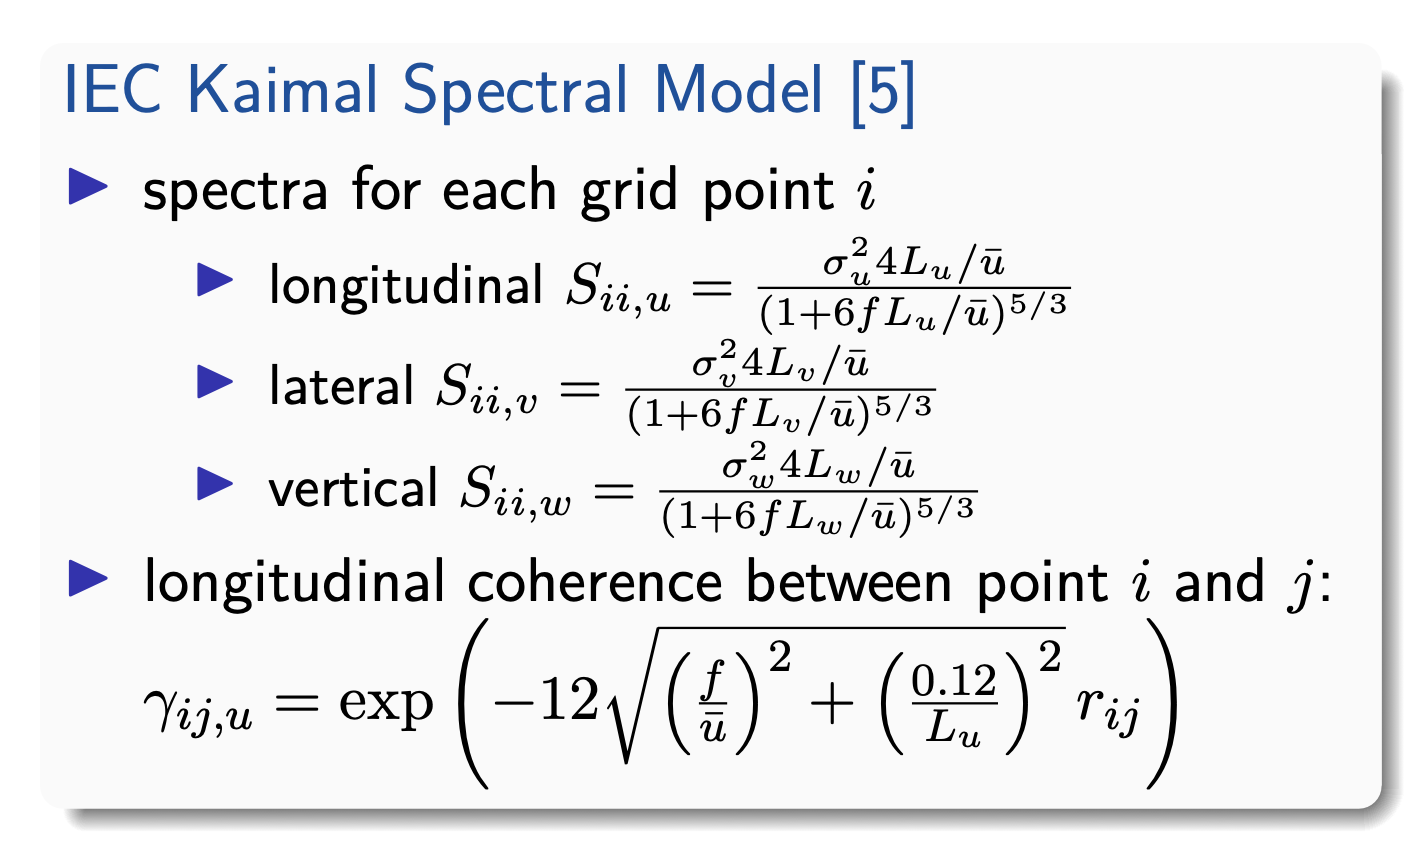 IEC Kaimal Spectral Model [5]
▶ spectra for each grid point $i$
▶ longitudinal $S_{ii,u} = \frac{\sigma_u^2 4L_u/\bar{u}}{(1+6fL_u/\bar{u})^{5/3}}$
▶ lateral $S_{ii,v} = \frac{\sigma_v^2 4L_v/\bar{u}}{(1+6fL_v/\bar{u})^{5/3}}$
▶ vertical $S_{ii,w} = \frac{\sigma_w^2 4L_w/\bar{u}}{(1+6fL_w/\bar{u})^{5/3}}$
▶ longitudinal coherence between point $i$ and $j$:
$\gamma_{ij,u} = \exp\left(-12\sqrt{\left(\frac{f}{\bar{u}}\right)^2 + \left(\frac{0.12}{L_u}\right)^2}\, r_{ij}\right)$